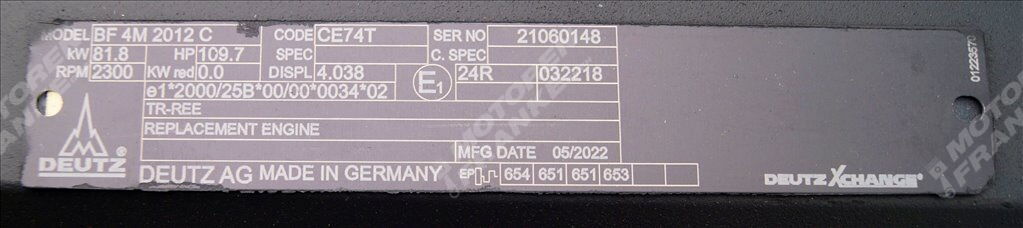 MODEL BF 4M 2012 C CODE CE74T SER NO 21060148
kW 81.8 HP 109.7 SPEC C. SPEC
RPM 2300 KW red 0.0 DISPL 4.038 E1 24R 032218
e1*2000/25B*00/00*0034*02
TR-REE
REPLACEMENT ENGINE
MFG DATE 05/2022
DEUTZ ® DEUTZ AG MADE IN GERMANY EP 654 651 651 653 DEUTZ XCHANGE®
01223570
MOTOREN
FRANKEN